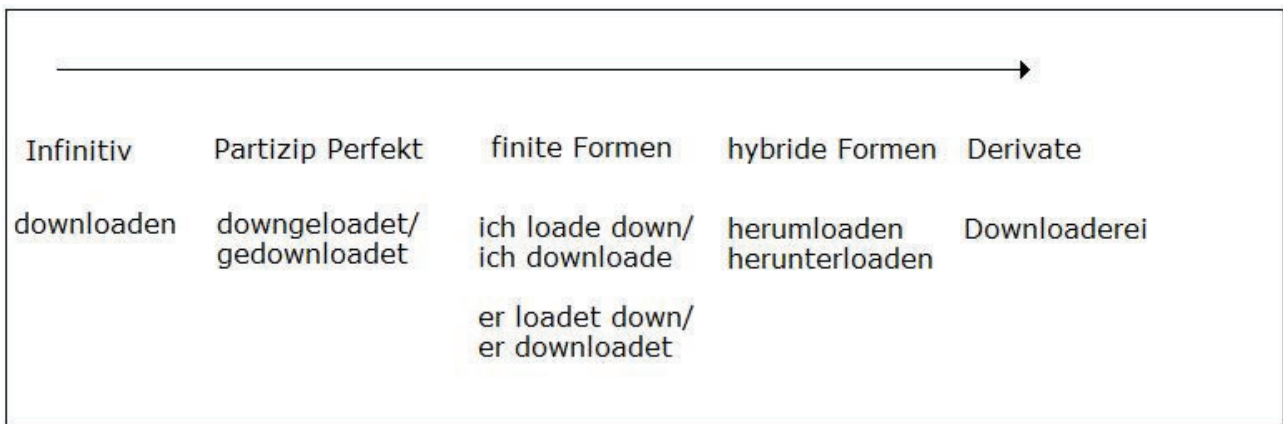 Infinitiv Partizip Perfekt finite Formen hybride Formen Derivate
downloaden downgeloadet/ ich loade down/ herumloaden Downloaderei
gedownloadet ich downloade herunterloaden
er loadet down/
er downloadet